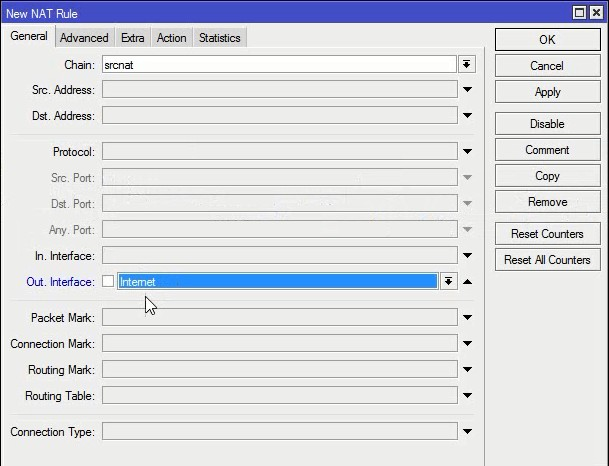 New NAT Rule
General Advanced Extra Action Statistics
Chain: srcnat
Src. Address:
Dst. Address:
Protocol:
Src. Port:
Dst. Port:
Any. Port:
In. Interface:
Out. Interface: Internet
Packet Mark:
Connection Mark:
Routing Mark:
Routing Table:
Connection Type:
OK
Cancel
Apply
Disable
Comment
Copy
Remove
Reset Counters
Reset All Counters